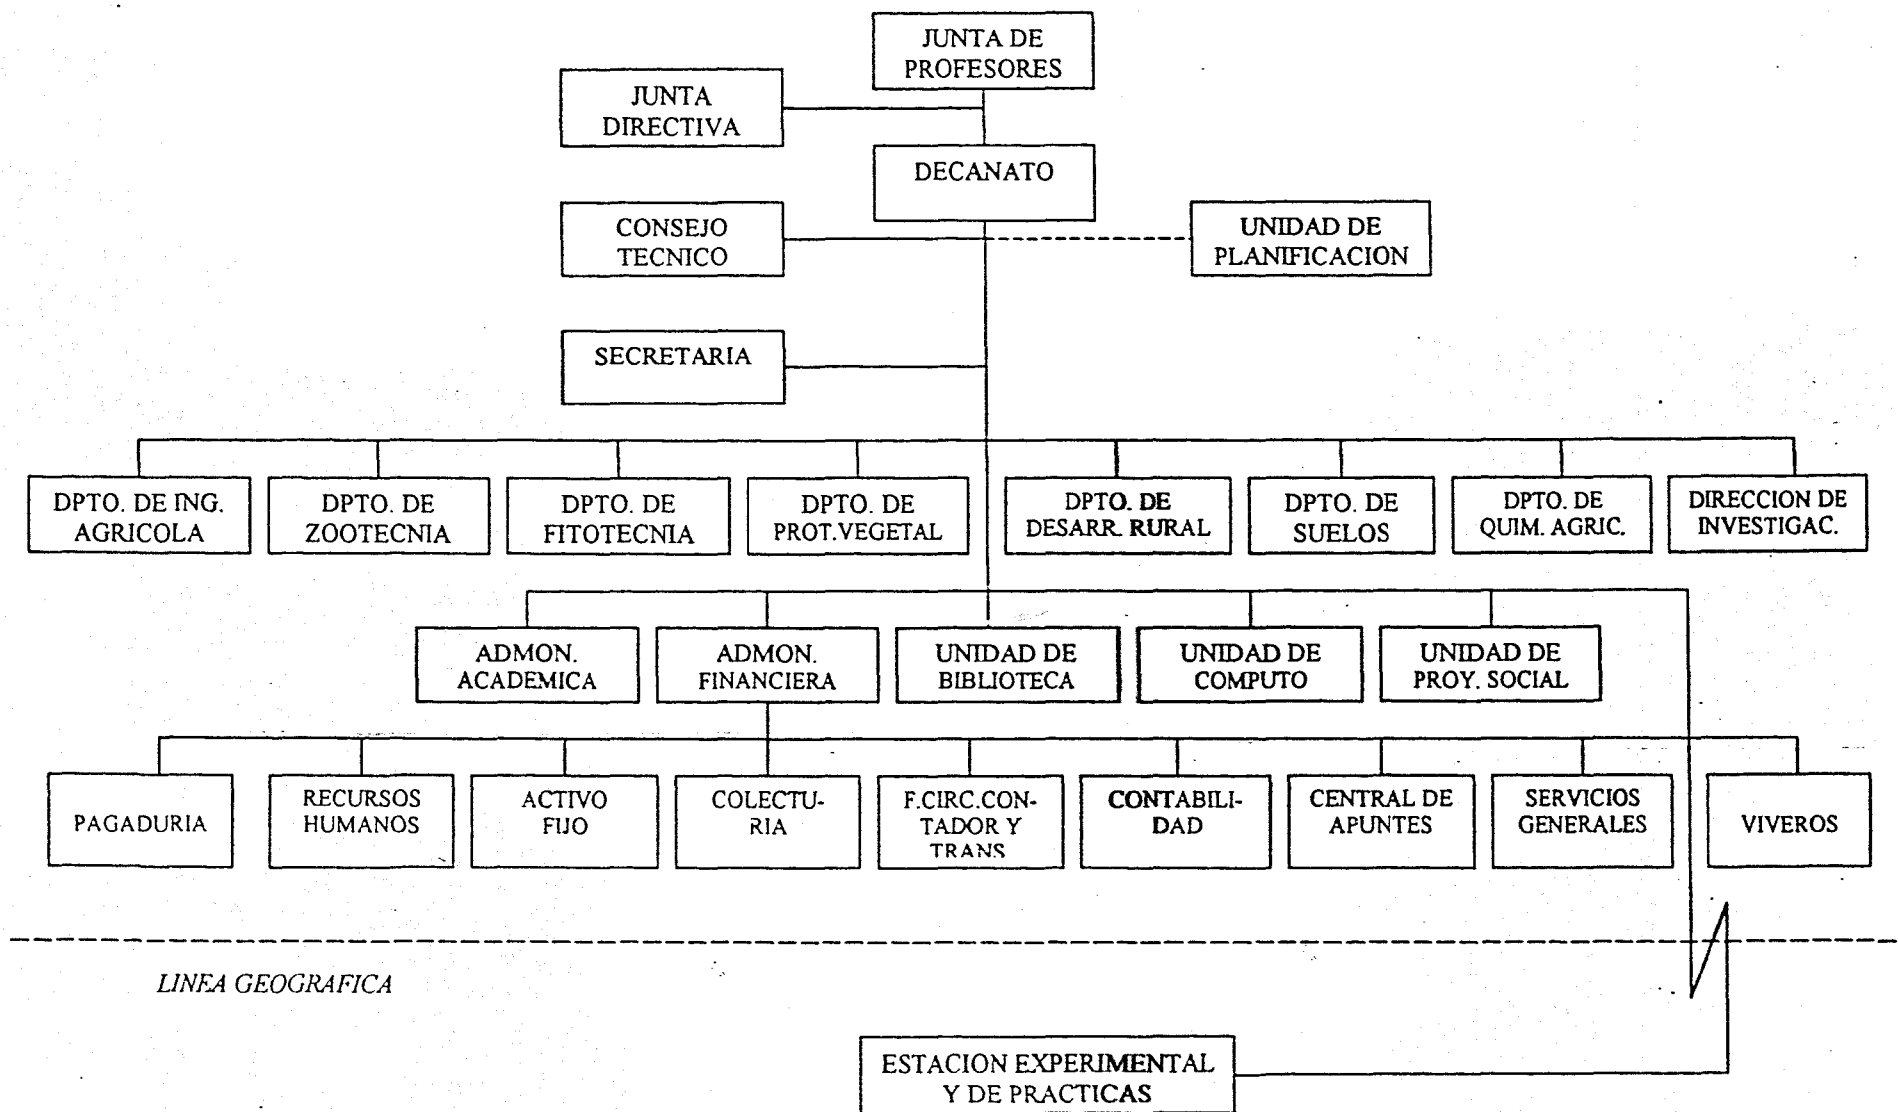 JUNTA DE
PROFESORES
JUNTA
DIRECTIVA
DECANATO
CONSEJO
TECNICO
UNIDAD DE
PLANIFICACION
SECRETARIA
DPTO. DE ING.
AGRICOLA
DPTO. DE
ZOOTECNIA
DPTO. DE
FITOTECNIA
DPTO. DE
PROT.VEGETAL
DPTO. DE
DESARR. RURAL
DPTO. DE
SUELOS
DPTO. DE
QUIM. AGRIC.
DIRECCION DE
INVESTIGAC.
ADMON.
ACADEMICA
ADMON.
FINANCIERA
UNIDAD DE
BIBLIOTECA
UNIDAD DE
COMPUTO
UNIDAD DE
PROY. SOCIAL
PAGADURIA
RECURSOS
HUMANOS
ACTIVO
FIJO
COLECTU-
RIA
F.CIRC.CON-
TADOR Y
TRANS
CONTABILI-
DAD
CENTRAL DE
APUNTES
SERVICIOS
GENERALES
VIVEROS
LINEA GEOGRAFICA
ESTACION EXPERIMENTAL
Y DE PRACTICAS